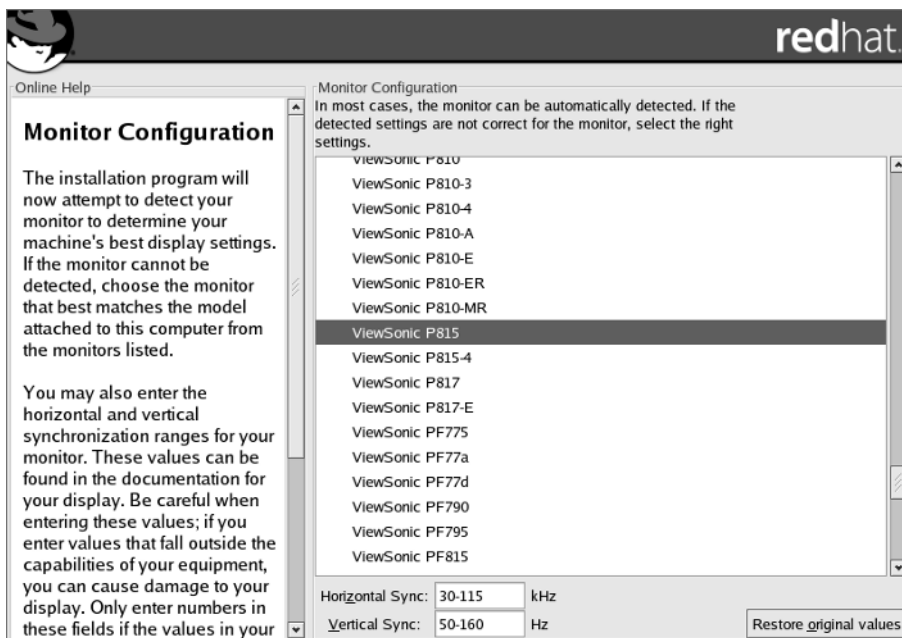 redhat.
Online Help
Monitor Configuration
The installation program will
now attempt to detect your
monitor to determine your
machine's best display settings.
If the monitor cannot be
detected, choose the monitor
that best matches the model
attached to this computer from
the monitors listed.
You may also enter the
horizontal and vertical
synchronization ranges for your
monitor. These values can be
found in the documentation for
your display. Be careful when
entering these values; if you
enter values that fall outside the
capabilities of your equipment,
you can cause damage to your
display. Only enter numbers in
these fields if the values in your
Monitor Configuration
In most cases, the monitor can be automatically detected. If the
detected settings are not correct for the monitor, select the right
settings.
ViewSonic P810
ViewSonic P810-3
ViewSonic P810-4
ViewSonic P810-A
ViewSonic P810-E
ViewSonic P810-ER
ViewSonic P810-MR
ViewSonic P815
ViewSonic P815-4
ViewSonic P817
ViewSonic P817-E
ViewSonic PF775
ViewSonic PF77a
ViewSonic PF77d
ViewSonic PF790
ViewSonic PF795
ViewSonic PF815
Horizontal Sync: 30-115 kHz
Vertical Sync: 50-160 Hz
Restore original values